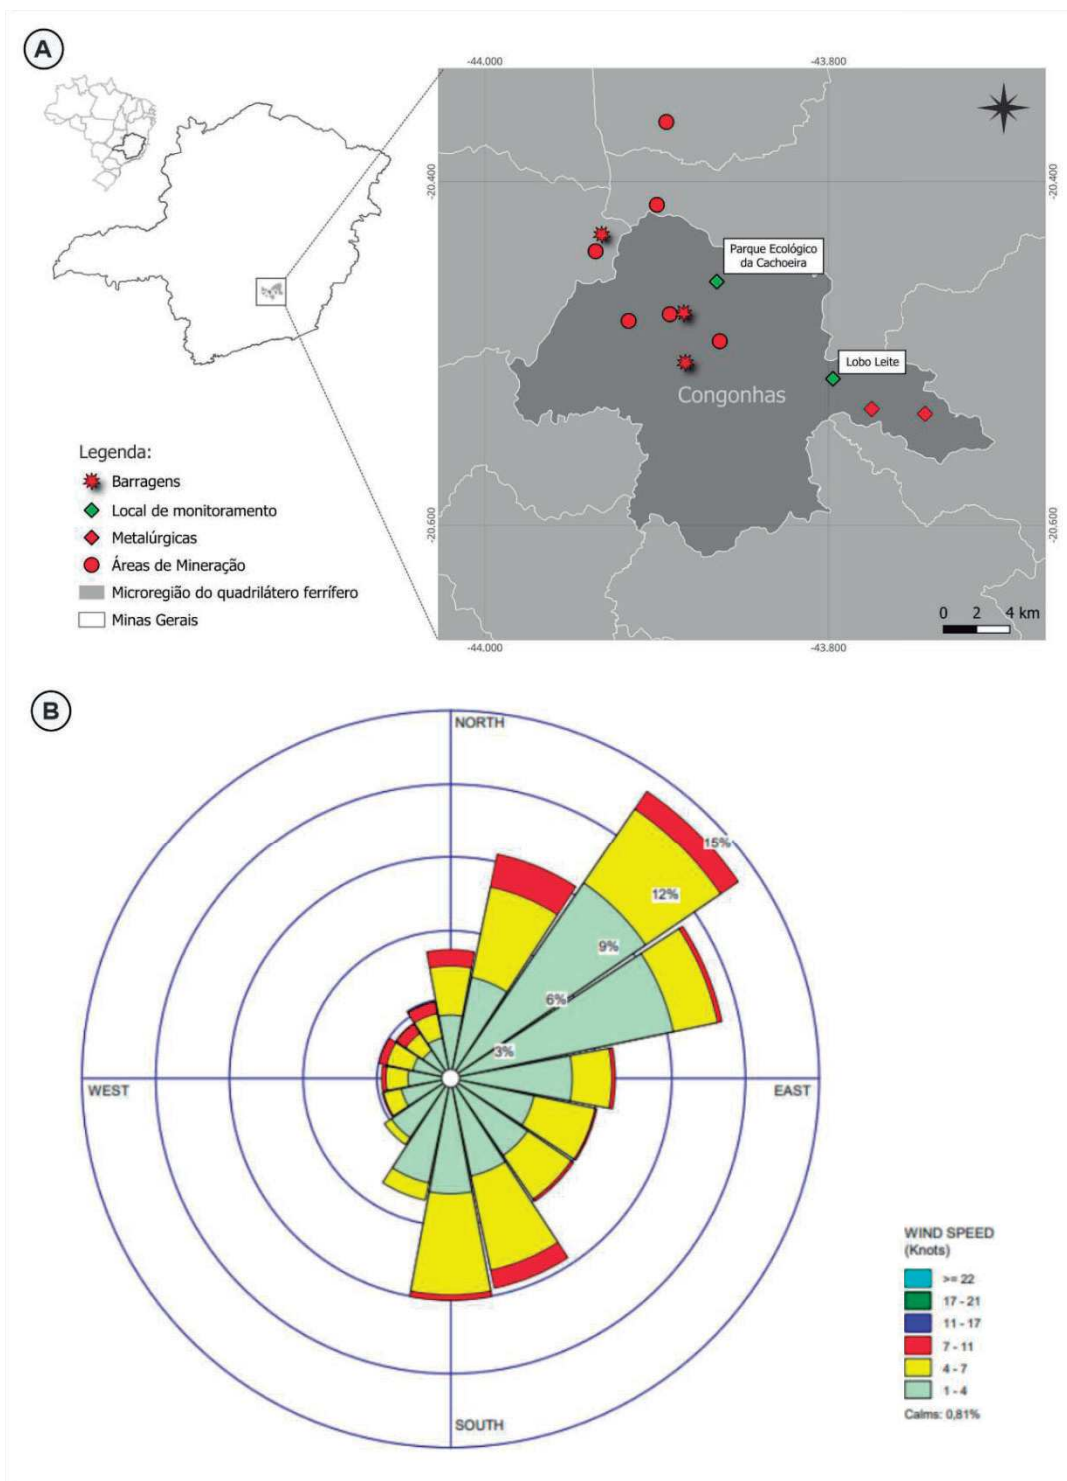 A
-44.000
-43.800
-20.400
-20.400
Parque Ecológico
da Cachoeira
Lobo Leite
Congonhas
Legenda:
Barragens
Local de monitoramento
Metalúrgicas
Áreas de Mineração
Microregião do quadrilátero ferrífero
Minas Gerais
-20.600
-20.600
0 2 4 km
-44.000
-43.800
B
NORTH
15%
12%
9%
6%
3%
WEST
EAST
SOUTH
WIND SPEED
(Knots)
>= 22
17 - 21
11 - 17
7 - 11
4 - 7
1 - 4
Calms: 0,81%